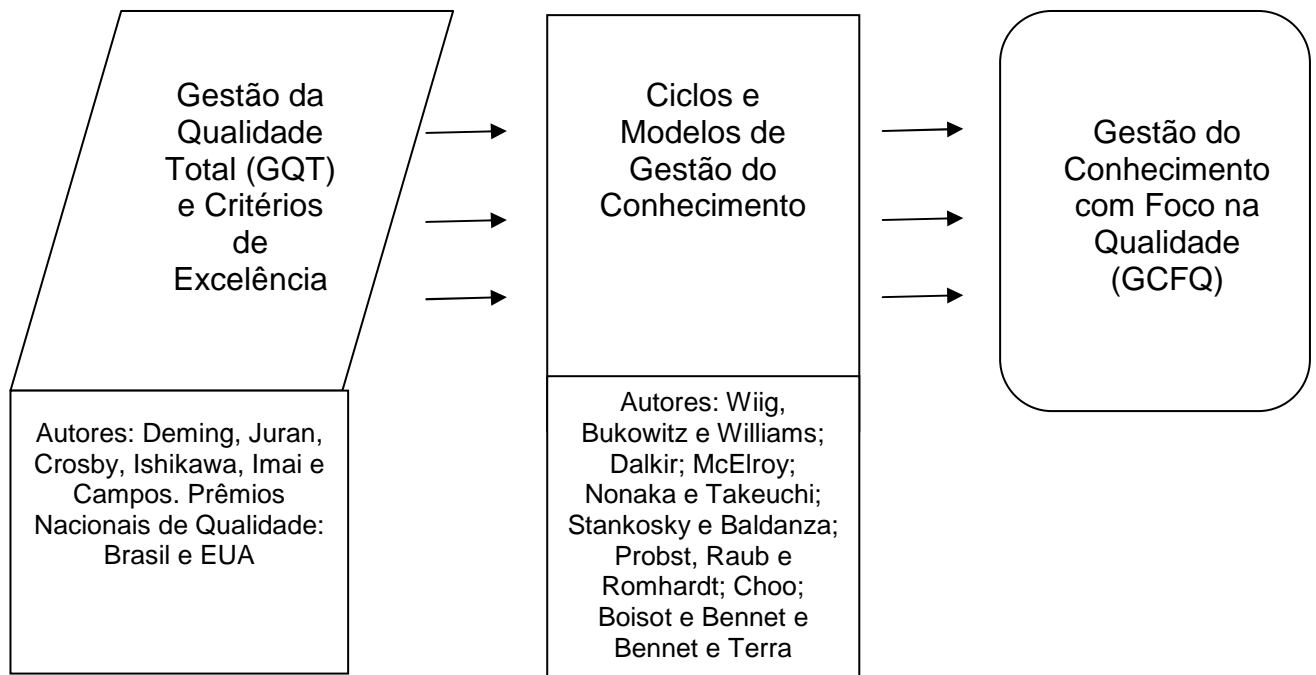 Gestão da
Qualidade
Total (GQT)
e Critérios
de
Excelência
Autores: Deming, Juran,
Crosby, Ishikawa, Imai e
Campos. Prêmios
Nacionais de Qualidade:
Brasil e EUA
Ciclos e
Modelos de
Gestão do
Conhecimento
Autores: Wiig,
Bukowitz e Williams;
Dalkir; McElroy;
Nonaka e Takeuchi;
Stankosky e Baldanza;
Probst, Raub e
Romhardt; Choo;
Boisot e Bennet e
Bennet e Terra
Gestão do
Conhecimento
com Foco na
Qualidade
(GCFQ)